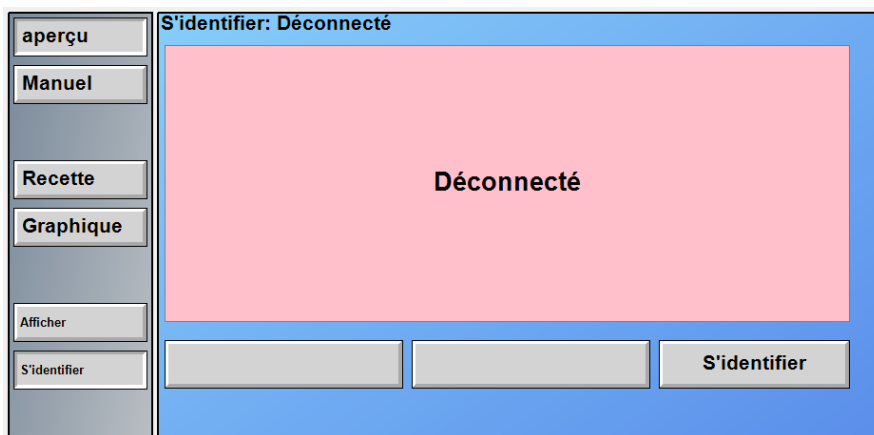 aperçu
Manuel
Recette
Graphique
Afficher
S'identifier
S'identifier: Déconnecté
Déconnecté
S'identifier